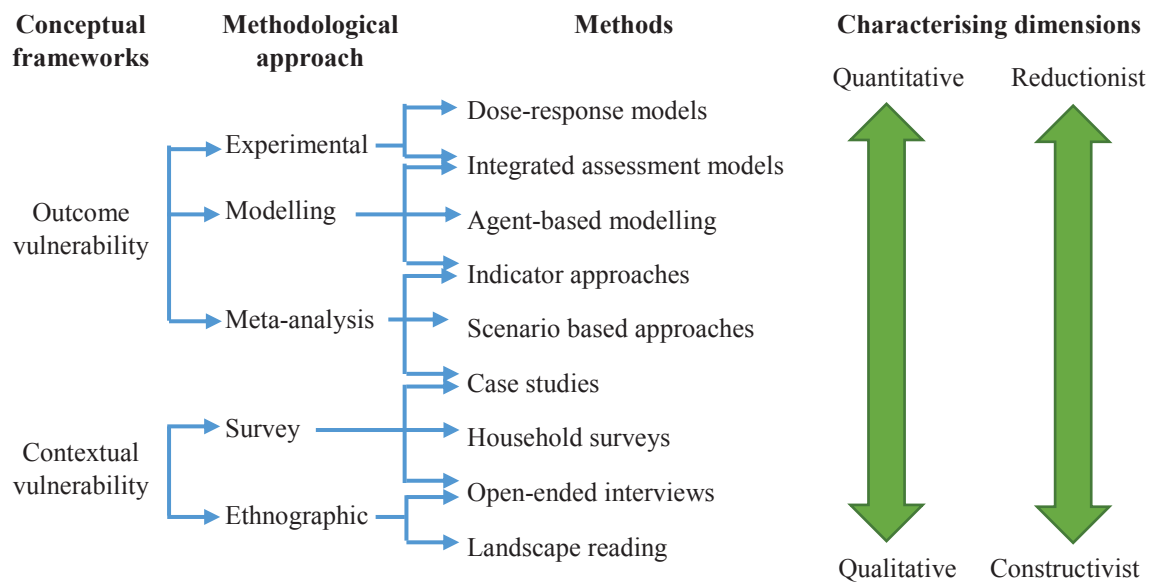 Conceptual
frameworks
Methodological
approach
Methods
Characterising dimensions
Outcome
vulnerability
Contextual
vulnerability
Experimental
Modelling
Meta-analysis
Survey
Ethnographic
Dose-response models
Integrated assessment models
Agent-based modelling
Indicator approaches
Scenario based approaches
Case studies
Household surveys
Open-ended interviews
Landscape reading
Quantitative
Reductionist
Qualitative
Constructivist